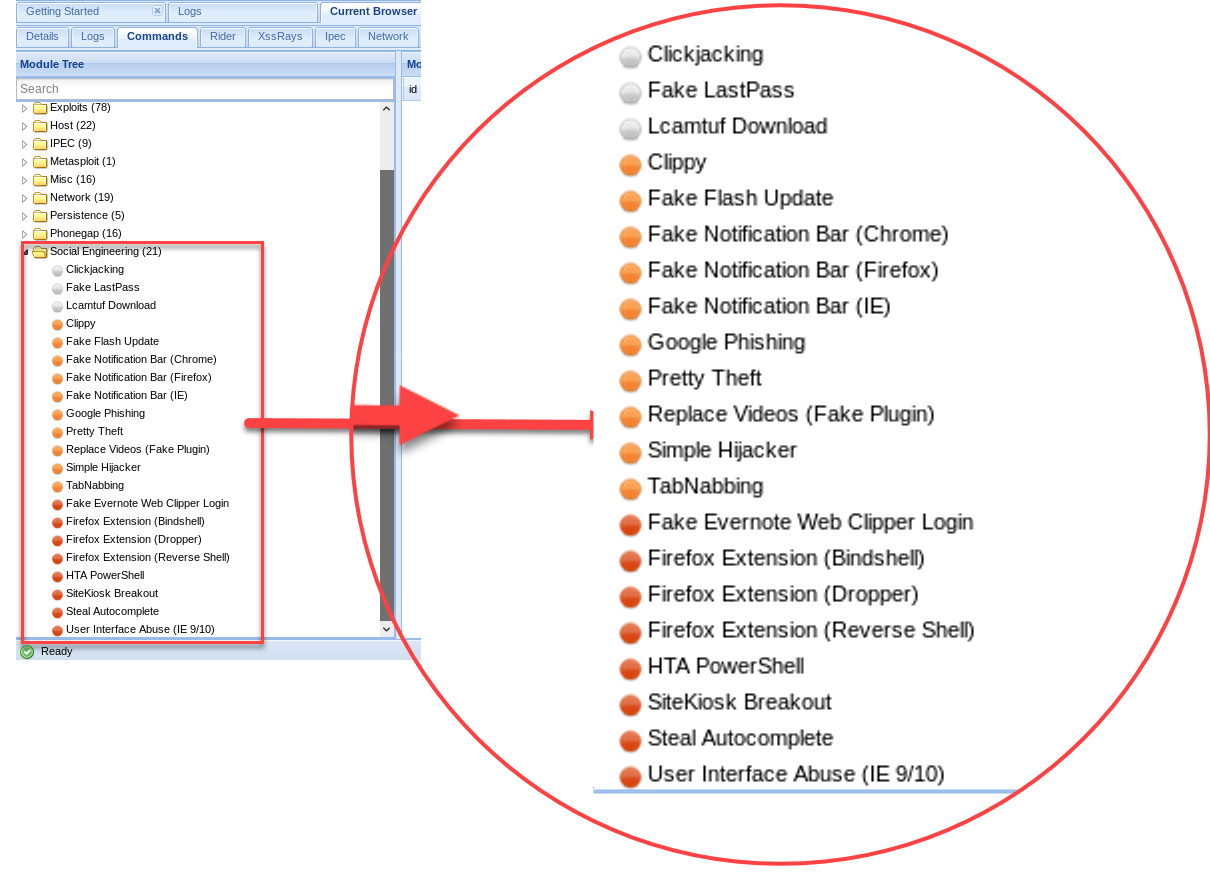 Getting Started
Logs
Current Browser
Details
Logs
Commands
Rider
XssRays
Ipec
Network
Module Tree
Mo
Search
id
Exploits (78)
Host (22)
IPEC (9)
Metasploit (1)
Misc (16)
Network (19)
Persistence (5)
Phonegap (16)
Social Engineering (21)
Clickjacking
Fake LastPass
Lcamtuf Download
Clippy
Fake Flash Update
Fake Notification Bar (Chrome)
Fake Notification Bar (Firefox)
Fake Notification Bar (IE)
Google Phishing
Pretty Theft
Replace Videos (Fake Plugin)
Simple Hijacker
TabNabbing
Fake Evernote Web Clipper Login
Firefox Extension (Bindshell)
Firefox Extension (Dropper)
Firefox Extension (Reverse Shell)
HTA PowerShell
SiteKiosk Breakout
Steal Autocomplete
User Interface Abuse (IE 9/10)
Ready
Clickjacking
Fake LastPass
Lcamtuf Download
Clippy
Fake Flash Update
Fake Notification Bar (Chrome)
Fake Notification Bar (Firefox)
Fake Notification Bar (IE)
Google Phishing
Pretty Theft
Replace Videos (Fake Plugin)
Simple Hijacker
TabNabbing
Fake Evernote Web Clipper Login
Firefox Extension (Bindshell)
Firefox Extension (Dropper)
Firefox Extension (Reverse Shell)
HTA PowerShell
SiteKiosk Breakout
Steal Autocomplete
User Interface Abuse (IE 9/10)